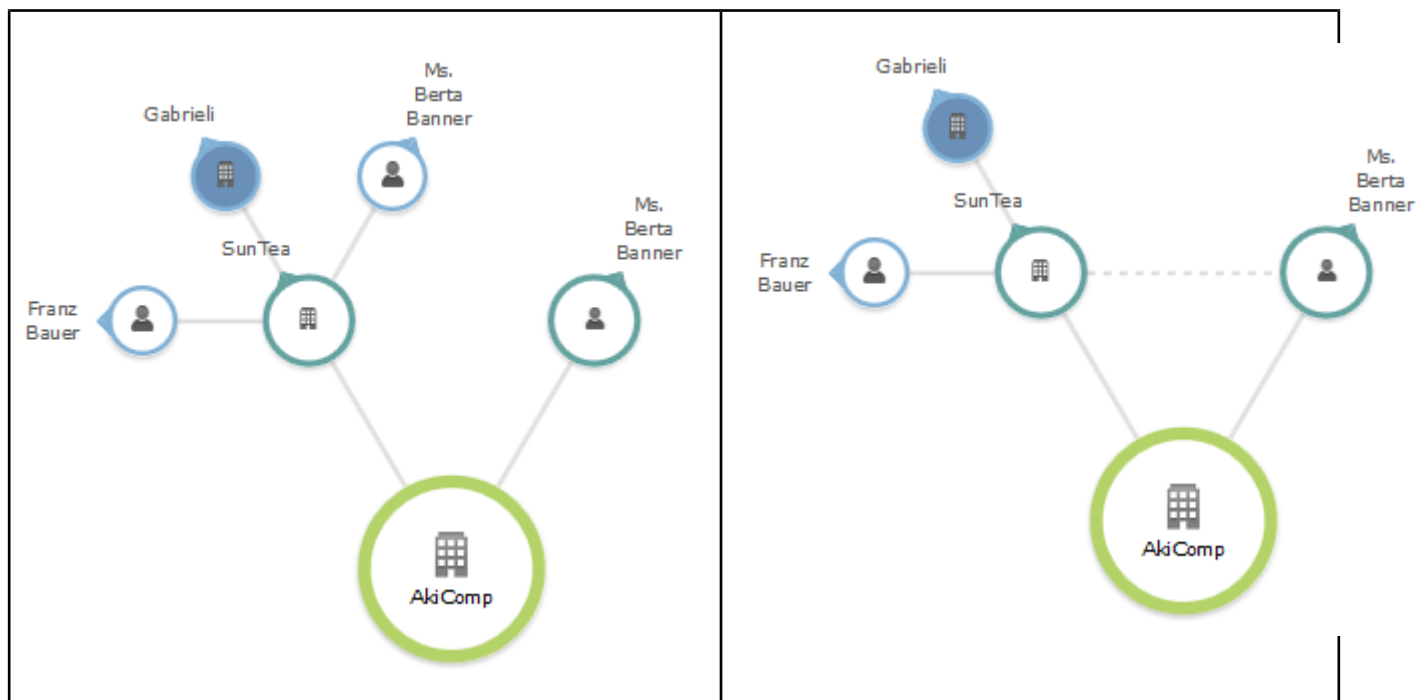 Ms.
Berta
Banner
Gabrieli
Ms.
Berta
Banner
SunTea
Franz
Bauer
AkiComp
Gabrieli
Ms.
Berta
Banner
SunTea
Franz
Bauer
AkiComp